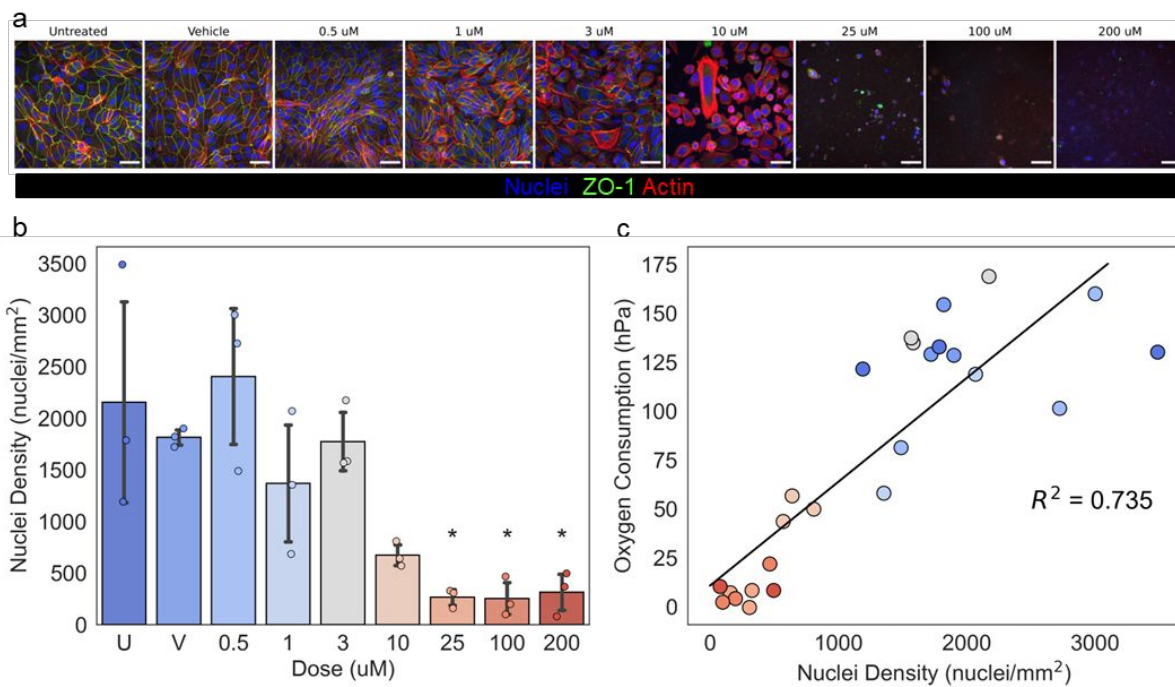 a
Untreated Vehicle 0.5 uM 1 uM 3 uM 10 uM 25 uM 100 uM 200 uM
Nuclei ZO-1 Actin
b
Nuclei Density (nuclei/mm²)
3500
3000
2500
2000
1500
1000
500
0
* * *
U V 0.5 1 3 10 25 100 200
Dose (uM)
c
Oxygen Consumption (hPa)
175
150
125
100
75
50
25
0
R² = 0.735
0 1000 2000 3000
Nuclei Density (nuclei/mm²)